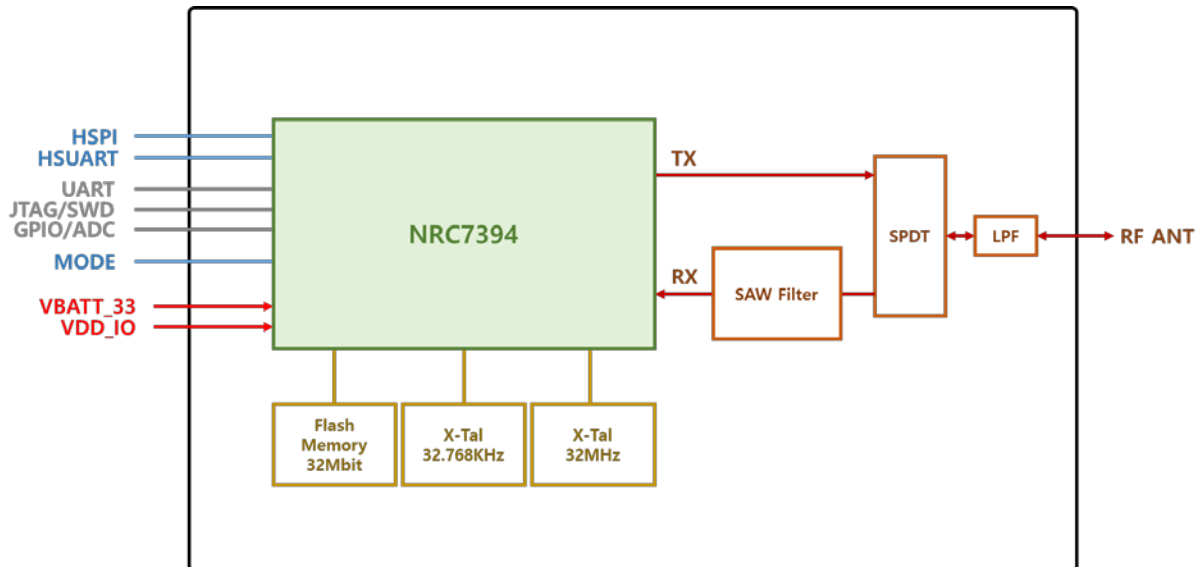 HSPI
HSUART
UART
JTAG/SWD
GPIO/ADC
MODE
VBATT_33
VDD_IO
NRC7394
TX
RX
SAW Filter
SPDT
LPF
RF ANT
Flash
Memory
32Mbit
X-Tal
32.768KHz
X-Tal
32MHz